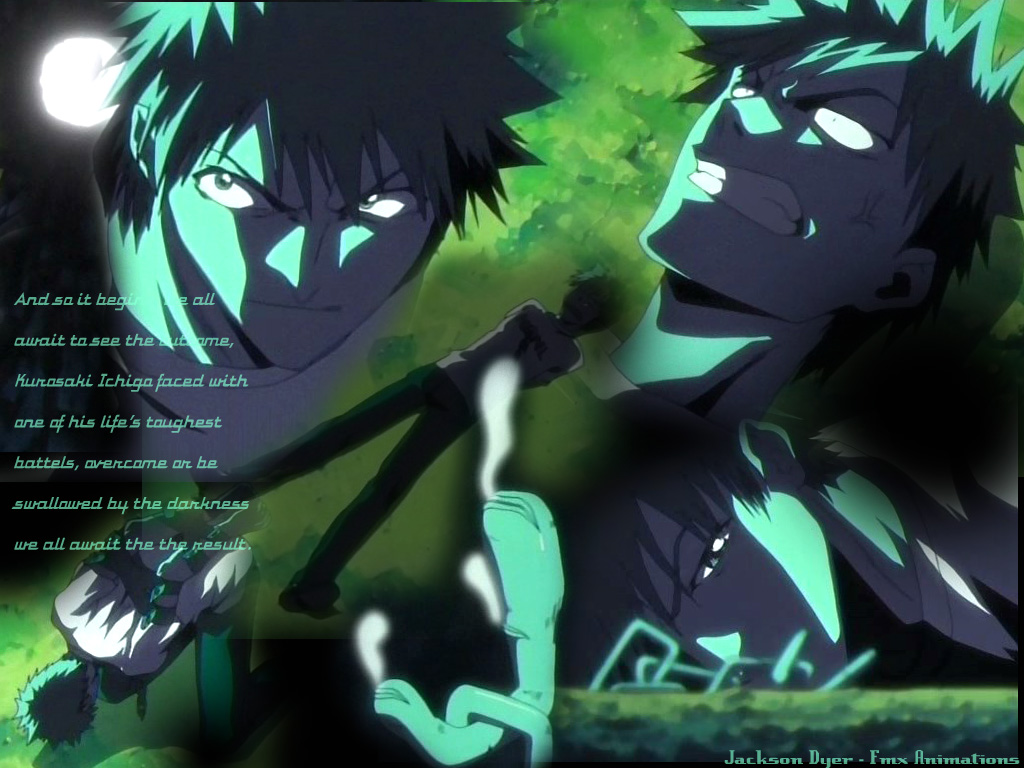 And so it begins we all
await to see the outcome,
Kurosaki Ichigo faced with
one of his life's toughest
battels, overcome or be
swallowed by the darkness
we all await the the result.
Jackson Dyer - Fmx Animations